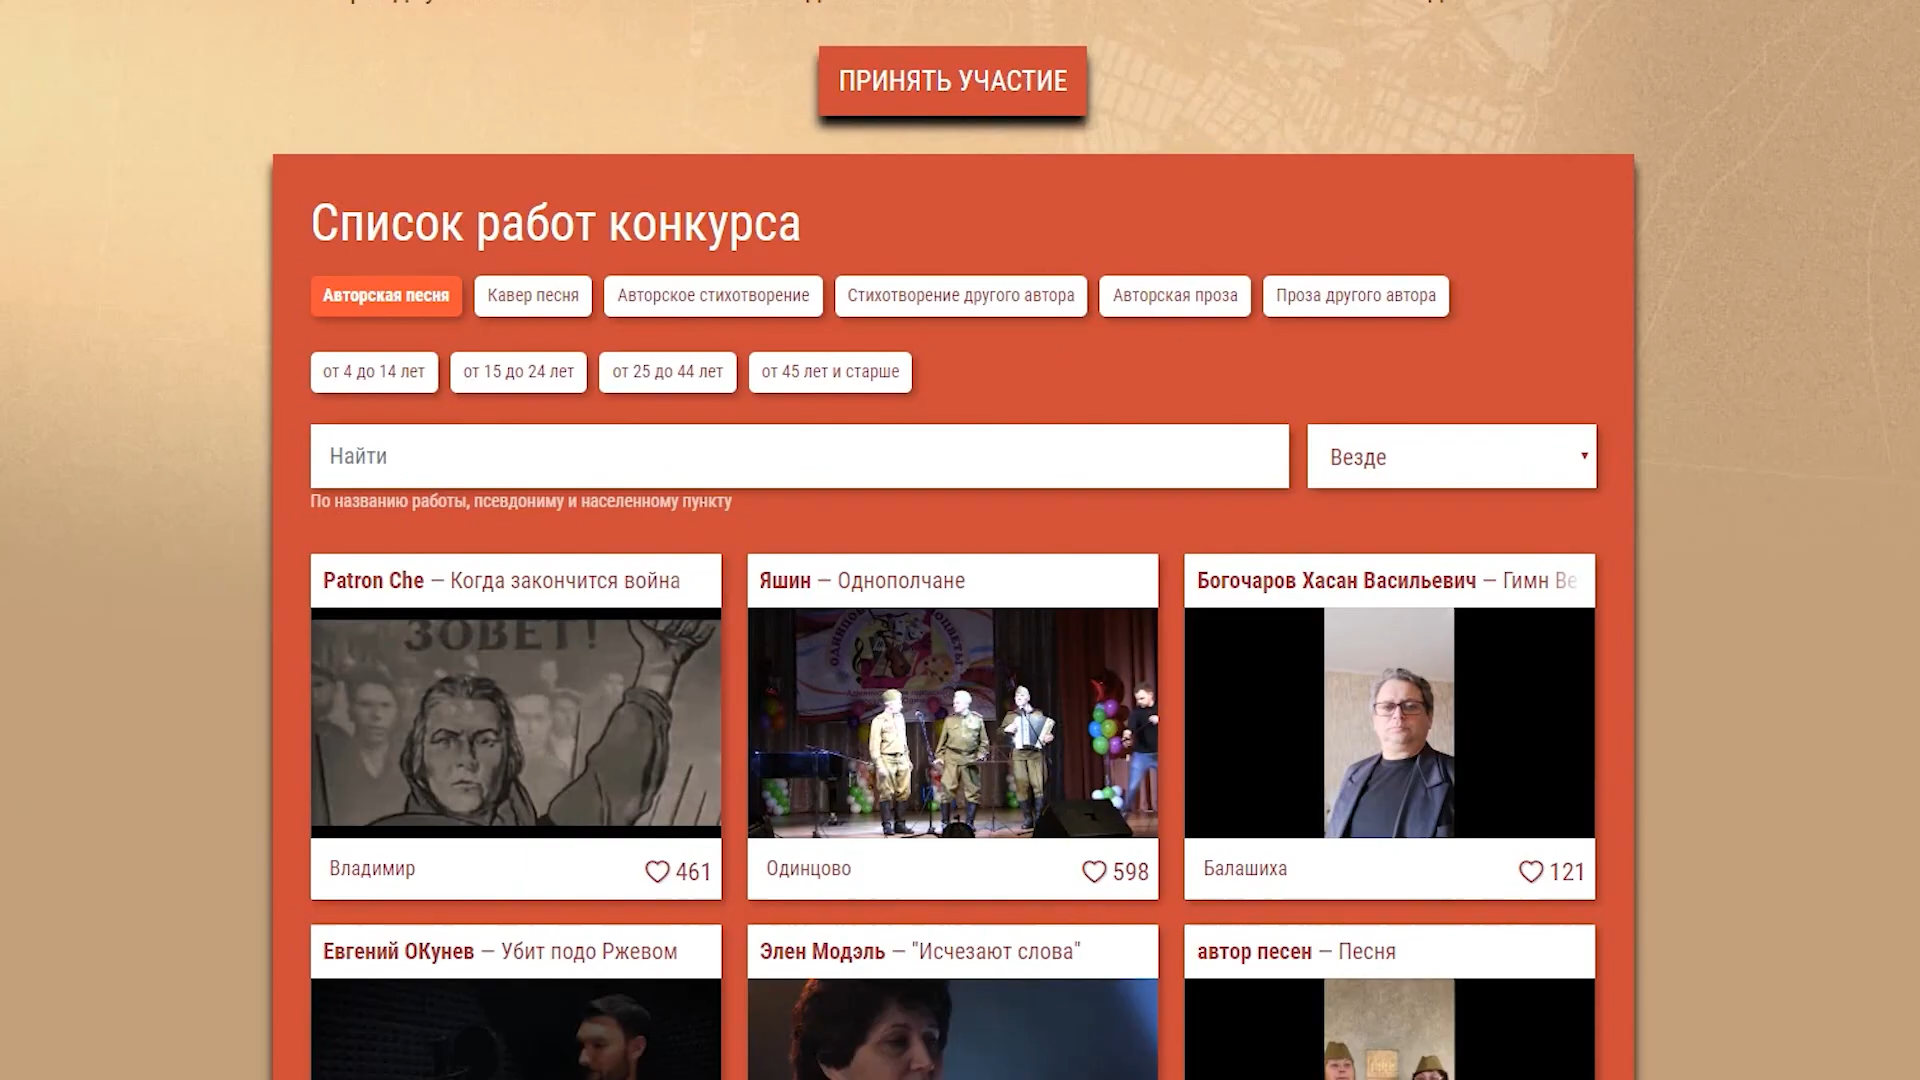 ПРИНЯТЬ УЧАСТИЕ
Список работ конкурса
Авторская песня
Кавер песня
Авторское стихотворение
Стихотворение другого автора
Авторская проза
Проза другого автора
от 4 до 14 лет
от 15 до 24 лет
от 25 до 44 лет
от 45 лет и старше
Найти
Везде
По названию работы, псевдониму и населенному пункту
Patron Che — Когда закончится война
Яшин — Однополчане
Богочаров Хасан Васильевич — Гимн Ве
ЗОВЕТ!
Владимир
461
Одинцово
598
Балашиха
121
Евгений ОКунев — Убит подо Ржевом
Элен Модэль — "Исчезают слова"
автор песен — Песня